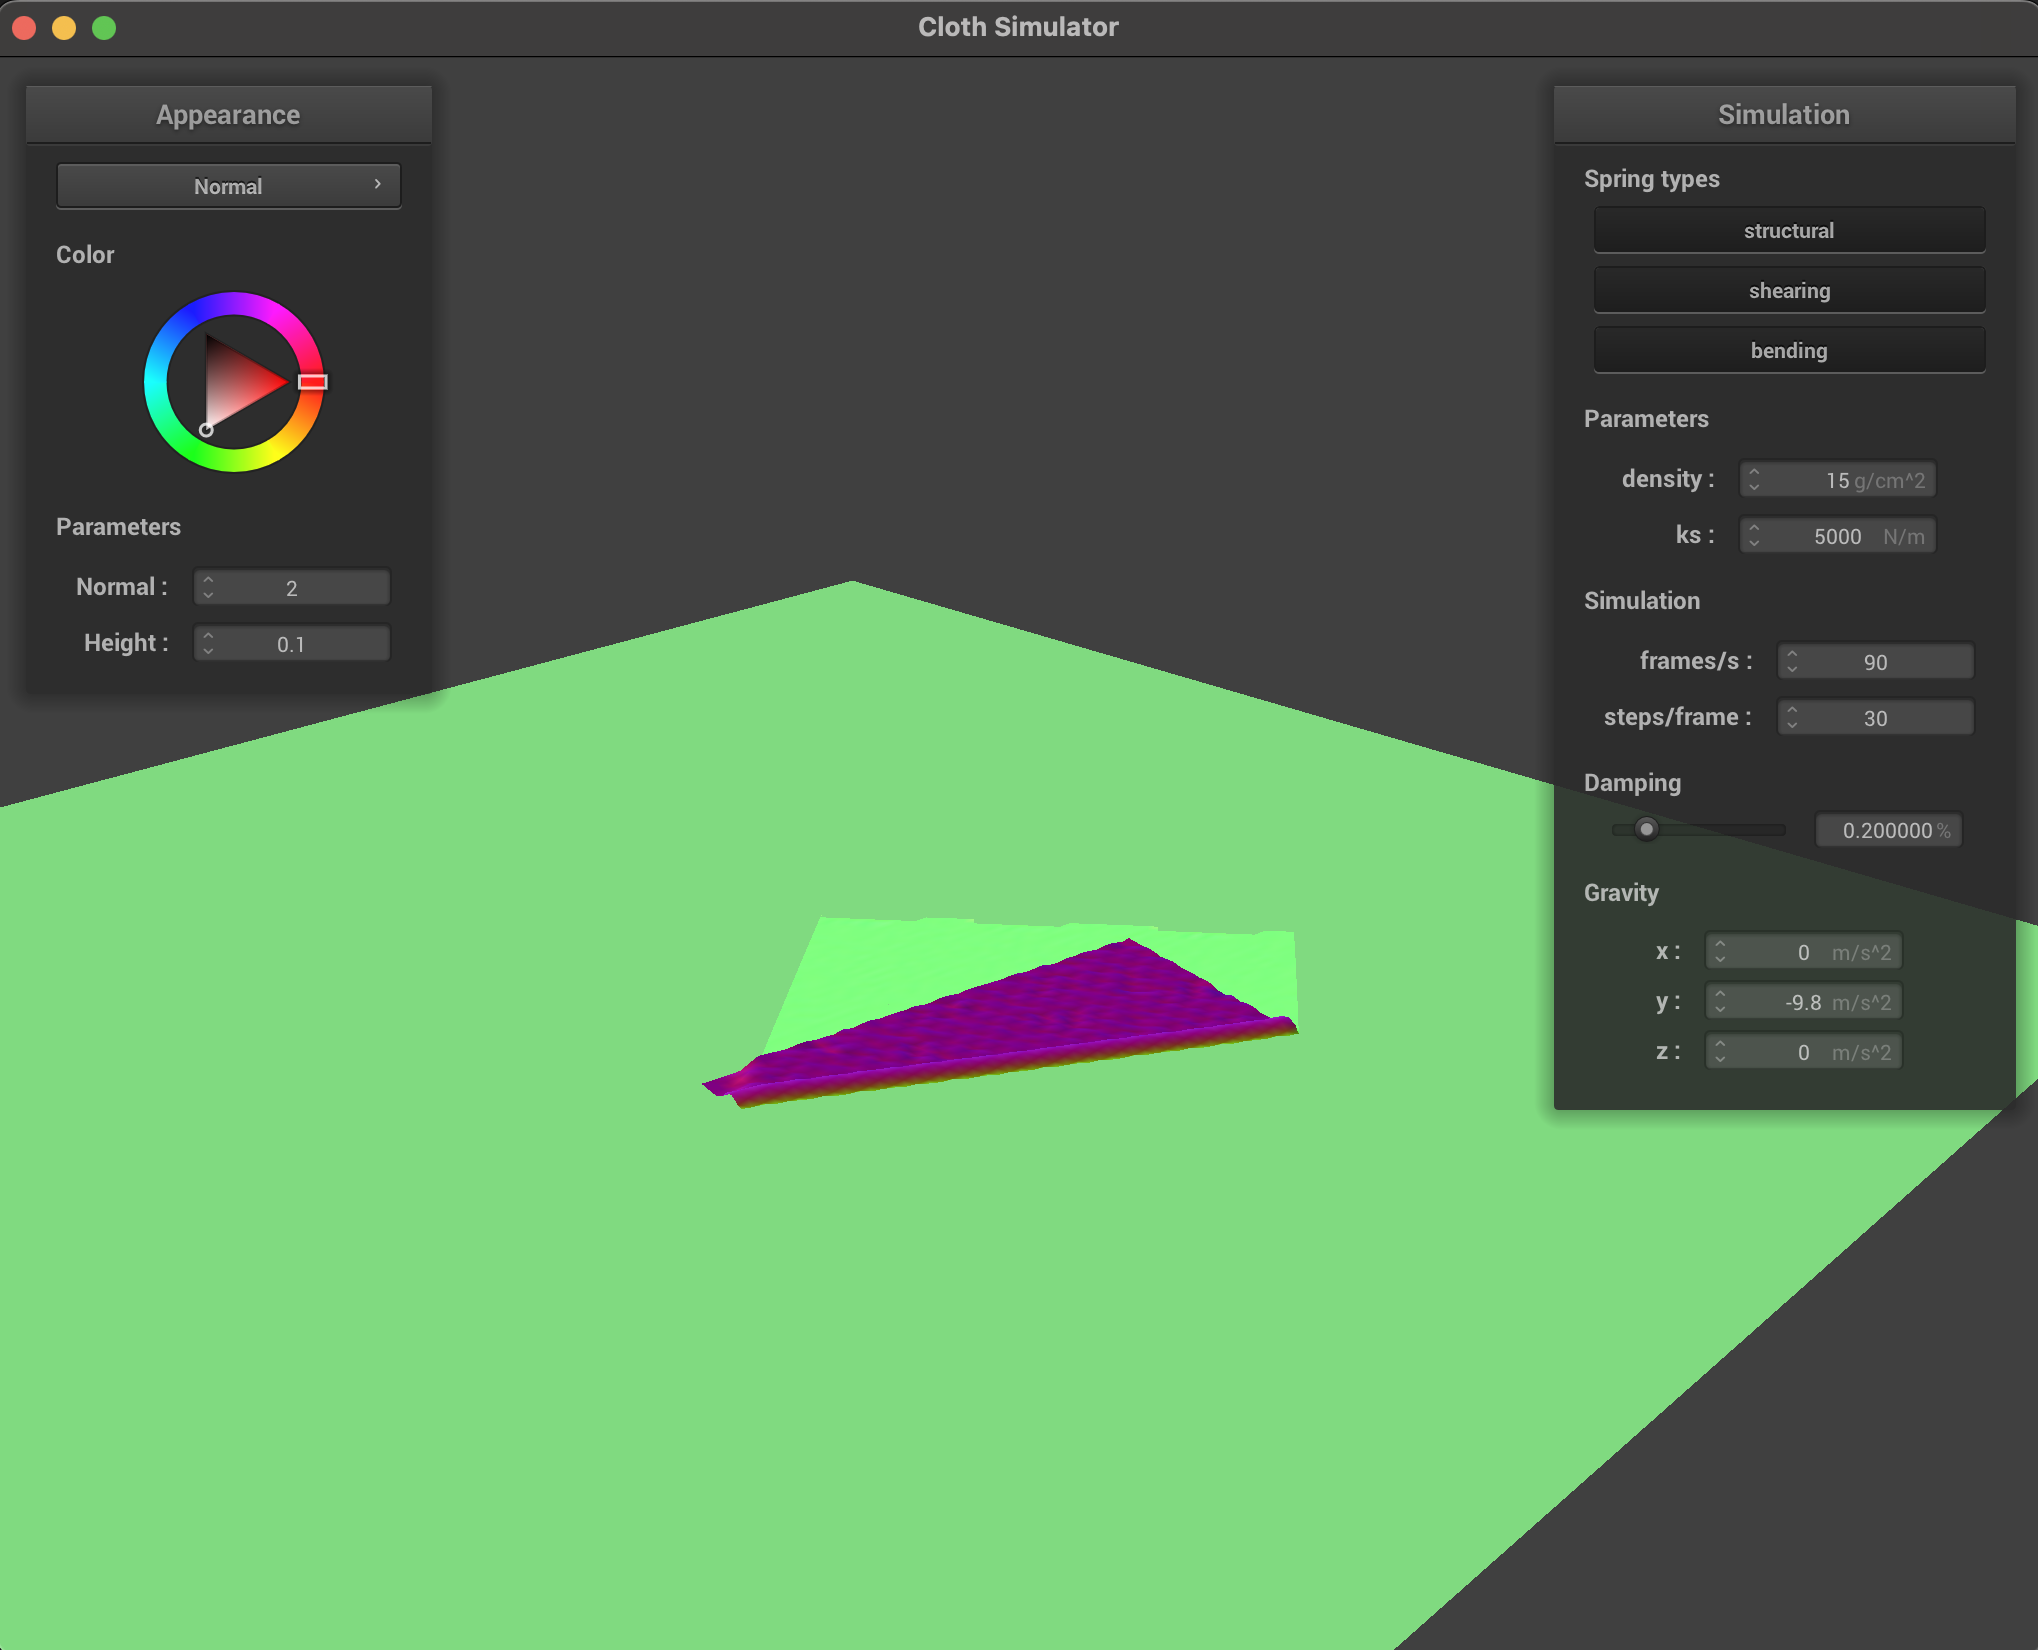 Cloth Simulator
Appearance
Normal
Color
Parameters
Normal : 2
Height : 0.1
Simulation
Spring types
structural
shearing
bending
Parameters
density : 15 g/cm^2
ks : 5000 N/m
Simulation
frames/s : 90
steps/frame : 30
Damping
0.200000 %
Gravity
x : 0 m/s^2
y : -9.8 m/s^2
z : 0 m/s^2